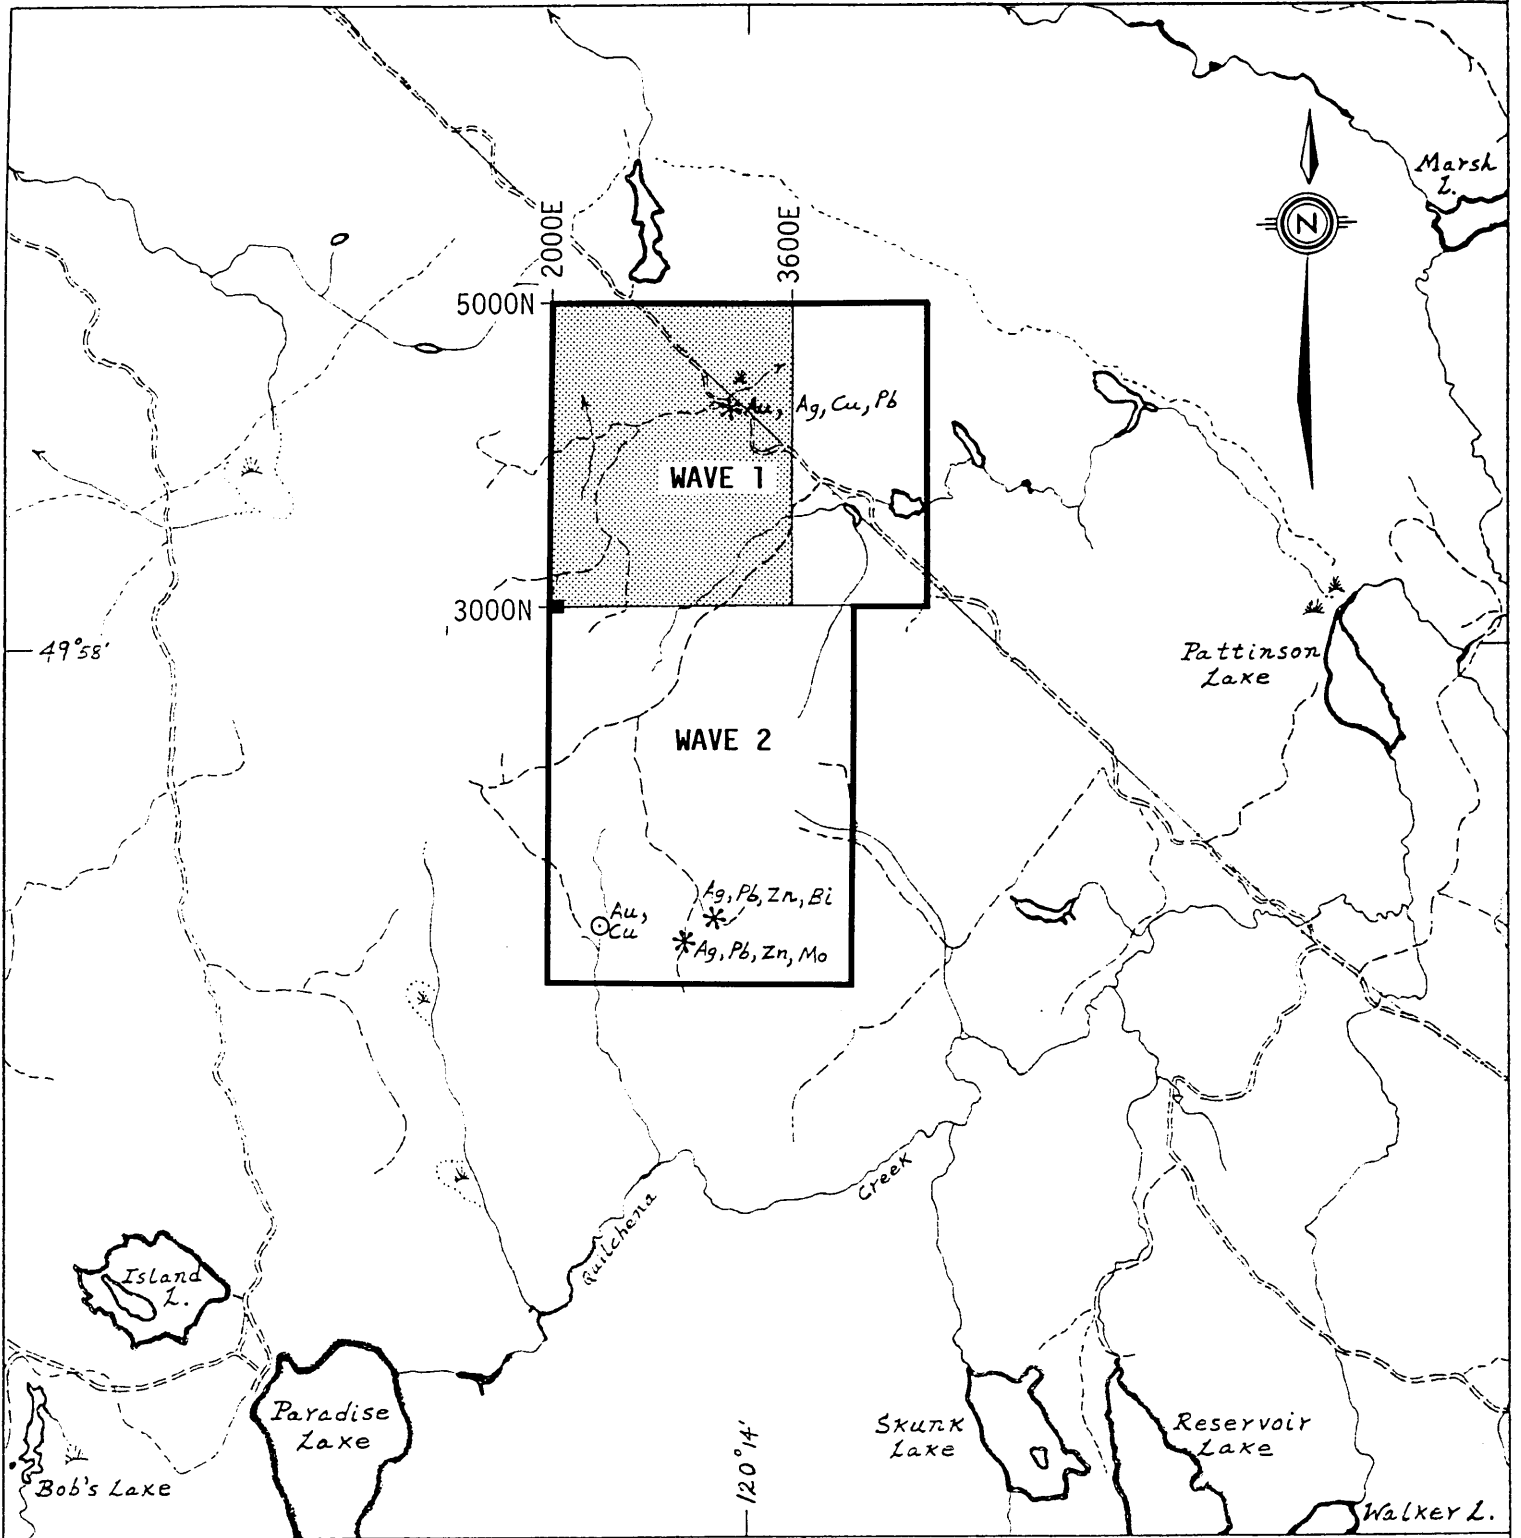 Marsh
L.
N
2000E
3600E
5000N
Au, Ag, Cu, Pb
WAVE 1
3000N
49°58'
Pattinson
Lake
WAVE 2
Ag, Pb, Zn, Bi
Au,
Cu
Ag, Pb, Zn, Mo
Quilchena
Creek
Island
L.
Paradise
Lake
Bob's Lake
120°14'
Skunk
Lake
Reservoir
Lake
Walker L.